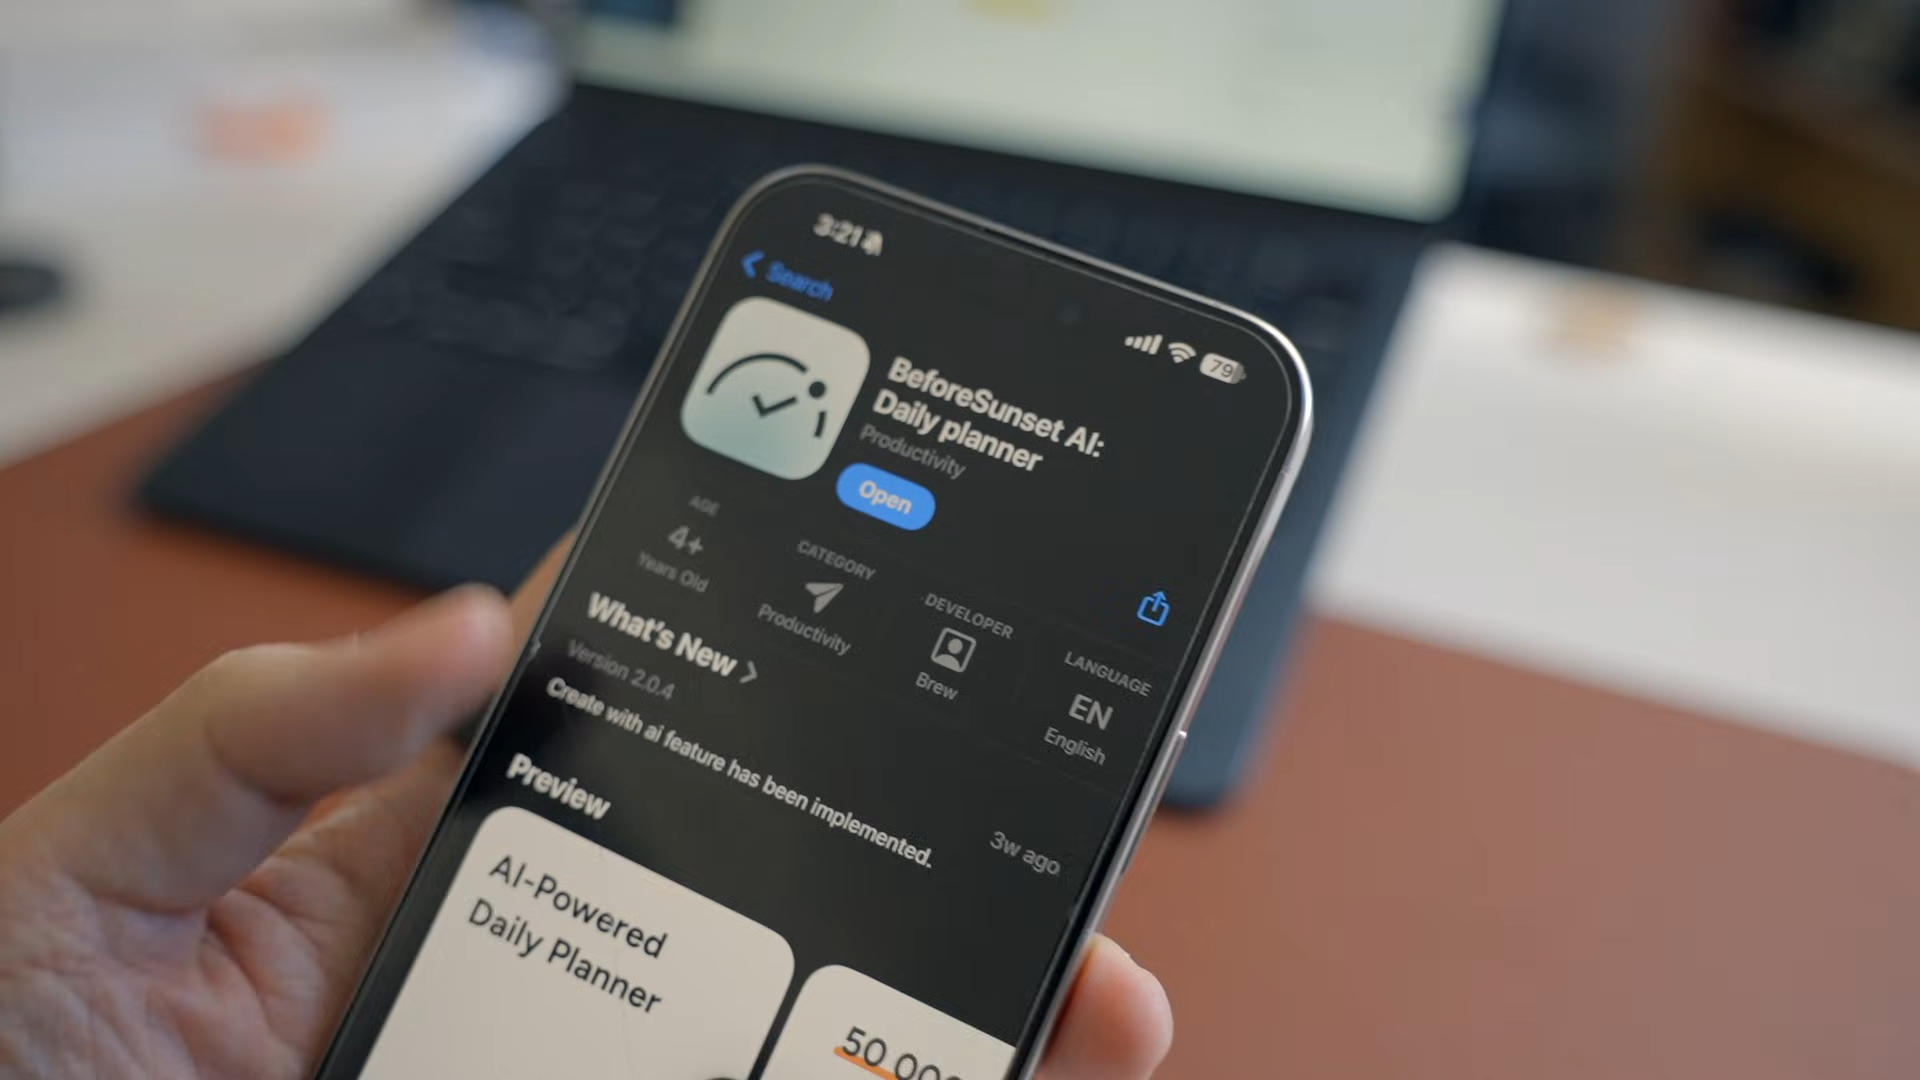 3:21
Search
79
BeforeSunset AI:
Daily planner
Productivity
Open
AGE
4+
Years Old
CATEGORY
Productivity
DEVELOPER
Brew
LANGUAGE
EN
English
What's New
Version 2.0.4
Create with ai feature has been implemented.
3w ago
Preview
AI-Powered
Daily Planner
50 000